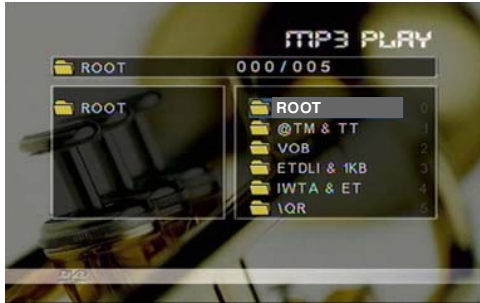 MP3 PLAY
ROOT 000/005
ROOT
ROOT 0
@TM & TT 1
VOB 2
ETDLI & 1KB 3
IWTA & ET 4
\QR 5
DVD